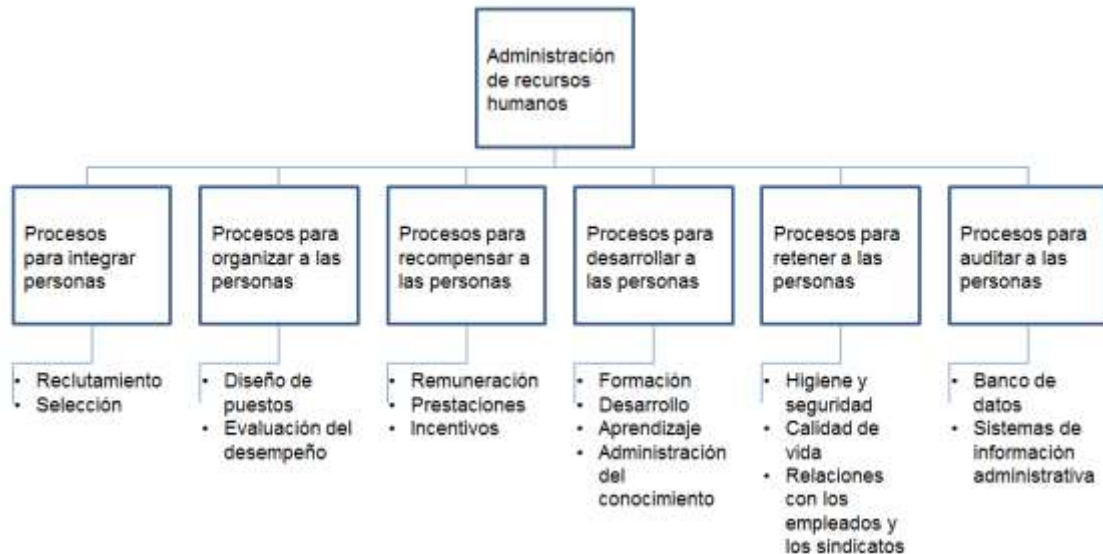 Administración
de recursos
humanos
Procesos
para integrar
personas
Procesos para
organizar a las
personas
Procesos para
recompensar a
las personas
Procesos para
desarrollar a
las personas
Procesos para
retener a las
personas
Procesos para
auditar a las
personas
• Reclutamiento
• Selección
• Diseño de
puestos
• Evaluación del
desempeño
• Remuneración
• Prestaciones
• Incentivos
• Formación
• Desarrollo
• Aprendizaje
• Administración
del
conocimiento
• Higiene y
seguridad
• Calidad de
vida
• Relaciones
con los
empleados y
los sindicatos
• Banco de
datos
• Sistemas de
información
administrativa